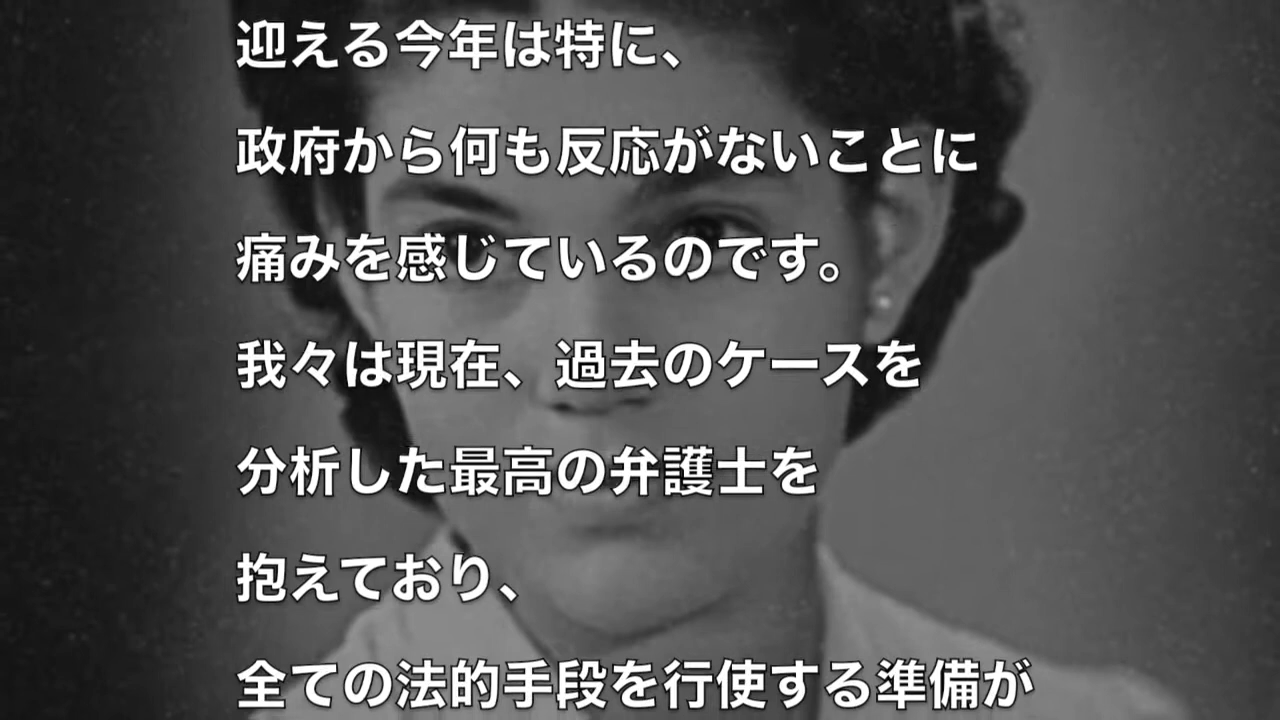 迎える今年は特に、
政府から何も反応がないことに
痛みを感じているのです。
我々は現在、過去のケースを
分析した最高の弁護士を
抱えており、
全ての法的手段を行使する準備が